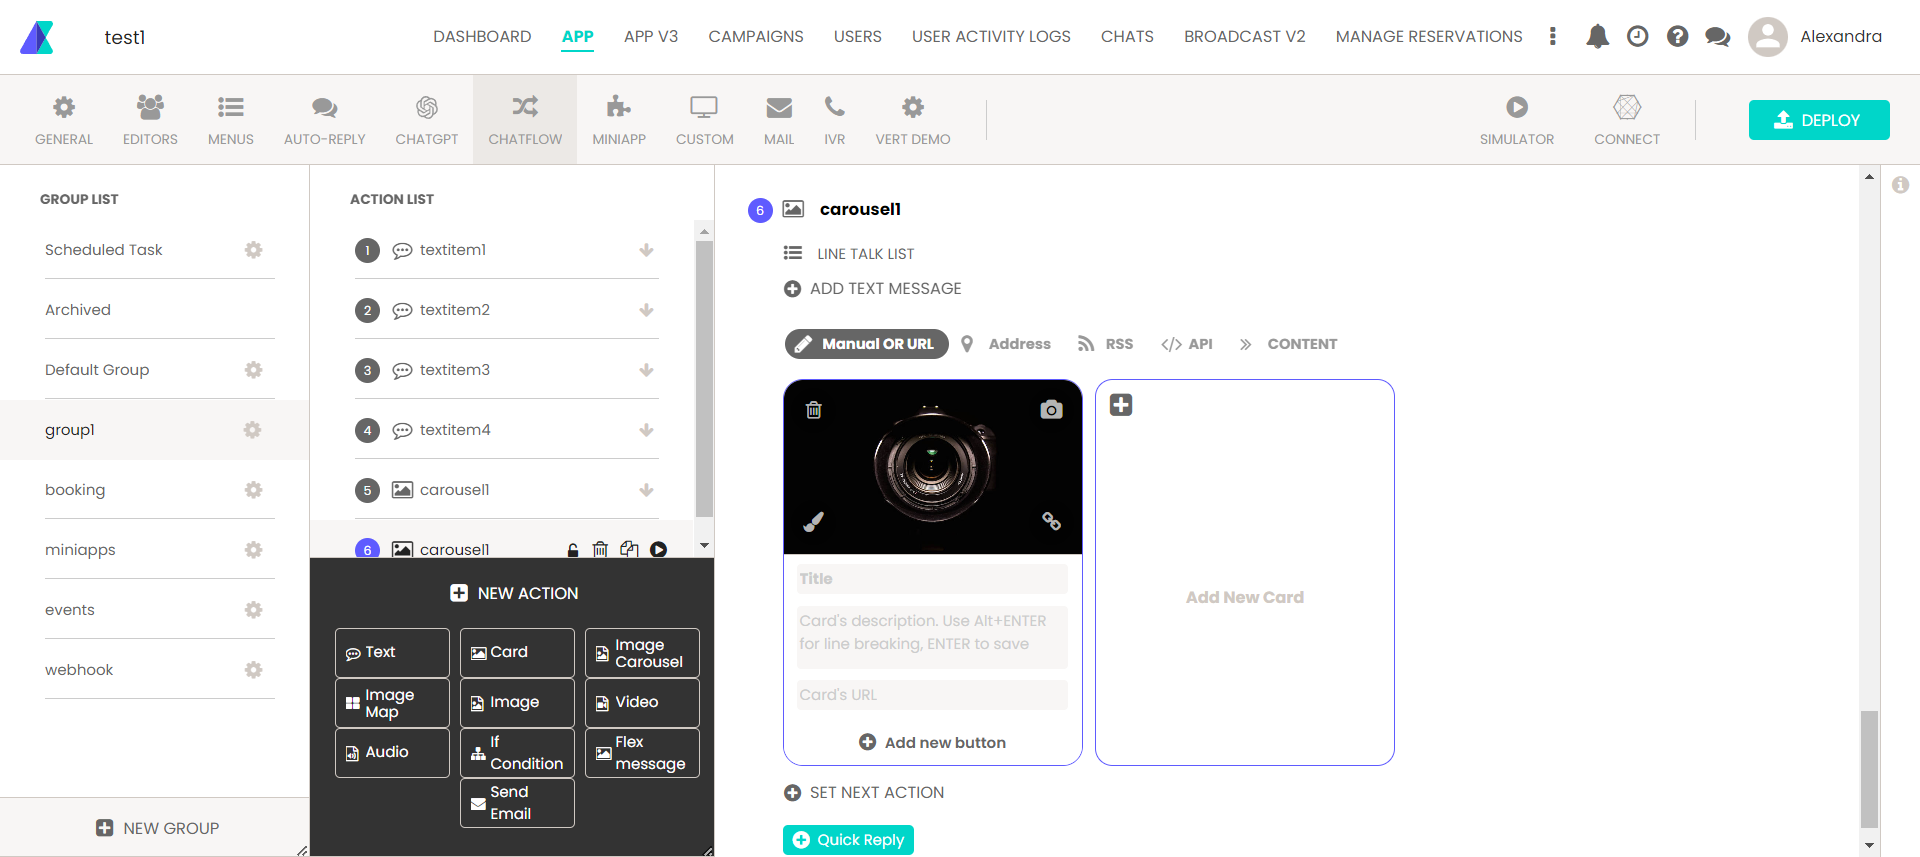 test1
DASHBOARD
APP
APP V3
CAMPAIGNS
USERS
USER ACTIVITY LOGS
CHATS
BROADCAST V2
MANAGE RESERVATIONS
Alexandra
GENERAL
EDITORS
MENUS
AUTO-REPLY
CHATGPT
CHATFLOW
MINIAPP
CUSTOM
MAIL
IVR
VERT DEMO
SIMULATOR
CONNECT
DEPLOY
GROUP LIST
Scheduled Task
Archived
Default Group
group1
booking
miniapps
events
webhook
NEW GROUP
ACTION LIST
1 textitem1
2 textitem2
3 textitem3
4 textitem4
5 carousel1
6 carousel1
NEW ACTION
Text
Card
Image
Carousel
Image
Map
Image
Video
Audio
If
Condition
Flex
message
Send
Email
6 carousel1
LINE TALK LIST
ADD TEXT MESSAGE
Manual OR URL
Address
RSS
API
CONTENT
Title
Card's description. Use Alt+ENTER
for line breaking, ENTER to save
Card's URL
Add new button
Add New Card
SET NEXT ACTION
Quick Reply